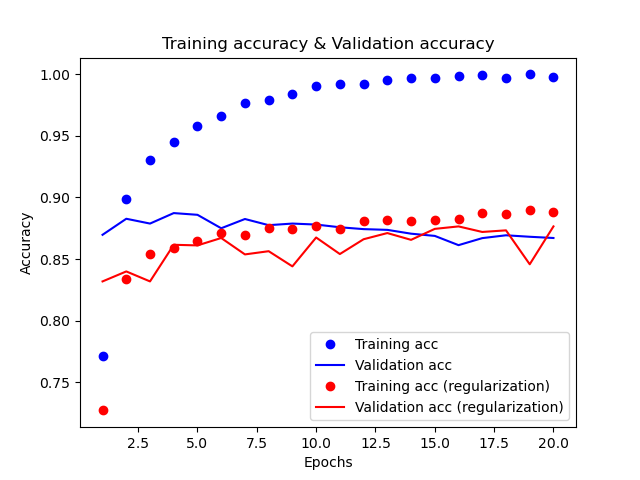 Training accuracy & Validation accuracy
1.00
0.95
0.90
0.85
0.80
0.75
Accuracy
Training acc
Validation acc
Training acc (regularization)
Validation acc (regularization)
2.5 5.0 7.5 10.0 12.5 15.0 17.5 20.0
Epochs